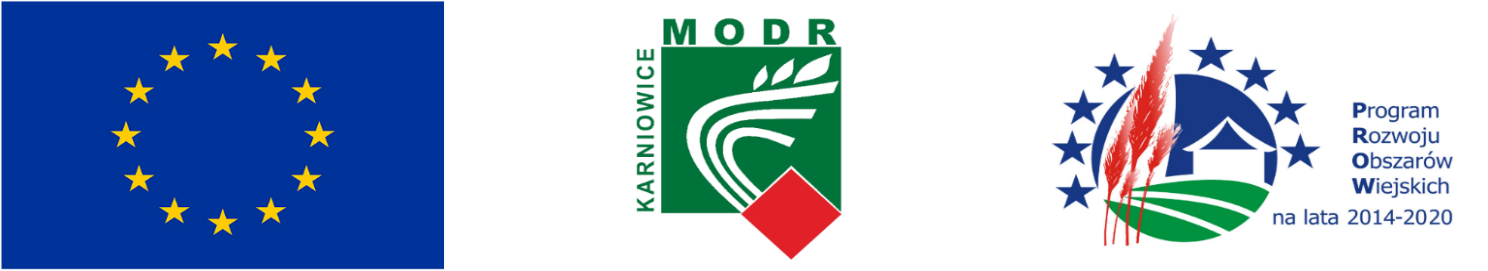 MODR
KARNIOWICE
Program
Rozwoju
Obszarów
Wiejskich
na lata 2014-2020